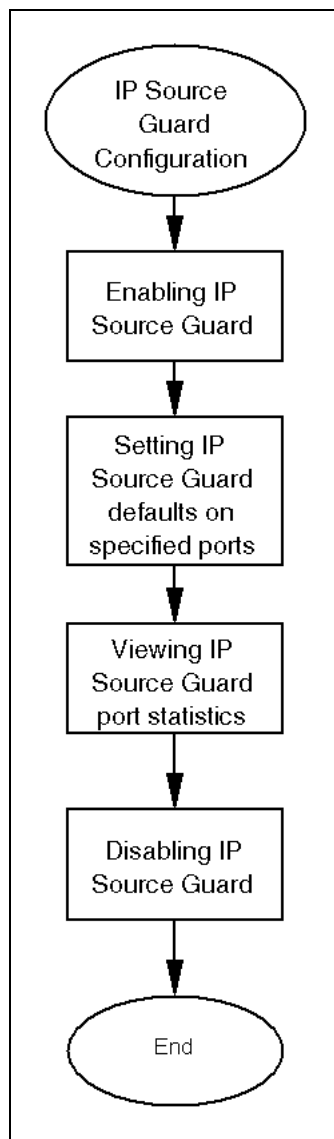 IP Source
Guard
Configuration
Enabling IP
Source Guard
Setting IP
Source Guard
defaults on
specified ports
Viewing IP
Source Guard
port statistics
Disabling IP
Source Guard
End